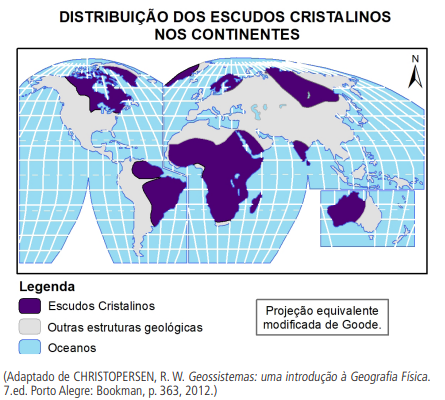 DISTRIBUIÇÃO DOS ESCUDOS CRISTALINOS
NOS CONTINENTES
N
Legenda
Escudos Cristalinos
Outras estruturas geológicas
Oceanos
Projeção equivalente
modificada de Goode.
(Adaptado de CHRISTOPERSEN, R. W. Geossistemas: uma introdução à Geografia Física.
7.ed. Porto Alegre: Bookman, p. 363, 2012.)